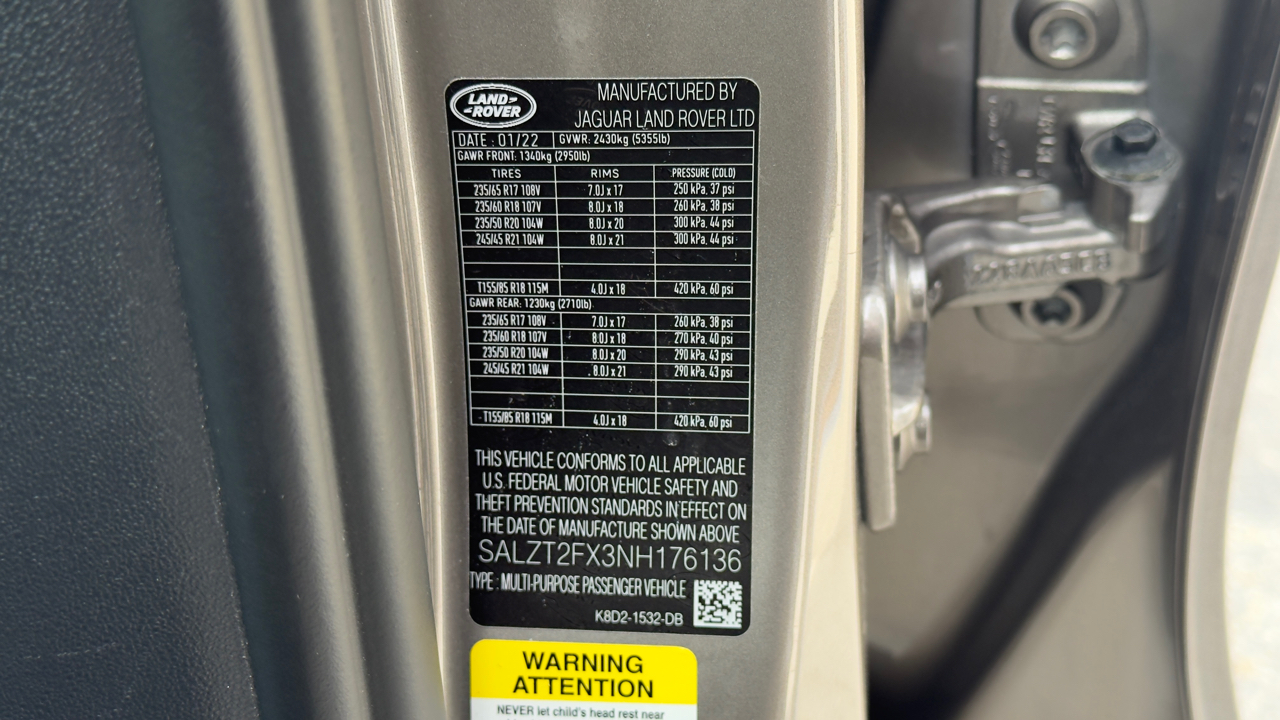 LAND ROVER
MANUFACTURED BY
JAGUAR LAND ROVER LTD
DATE : 01/22 GVWR: 2430kg (5355lb)
GAWR FRONT: 1340kg (2950lb)
TIRES RIMS PRESSURE (COLD)
235/65 R17 108V 7.0J x 17 250 kPa, 37 psi
235/60 R18 107V 8.0J x 18 260 kPa, 38 psi
235/50 R20 104W 8.0J x 20 300 kPa, 44 psi
245/45 R21 104W 8.0J x 21 300 kPa, 44 psi
T155/85 R18 115M 4.0J x 18 420 kPa, 60 psi
GAWR REAR: 1230kg (2710lb)
235/65 R17 108V 7.0J x 17 260 kPa, 38 psi
235/60 R18 107V 8.0J x 18 270 kPa, 40 psi
235/50 R20 104W 8.0J x 20 290 kPa, 43 psi
245/45 R21 104W 8.0J x 21 290 kPa, 43 psi
T155/85 R18 115M 4.0J x 18 420 kPa, 60 psi
THIS VEHICLE CONFORMS TO ALL APPLICABLE
U.S. FEDERAL MOTOR VEHICLE SAFETY AND
THEFT PREVENTION STANDARDS IN EFFECT ON
THE DATE OF MANUFACTURE SHOWN ABOVE
SALZT2FX3NH176136
TYPE : MULTI-PURPOSE PASSENGER VEHICLE
K8D2-1532-DB
WARNING
ATTENTION
NEVER let child's head rest near